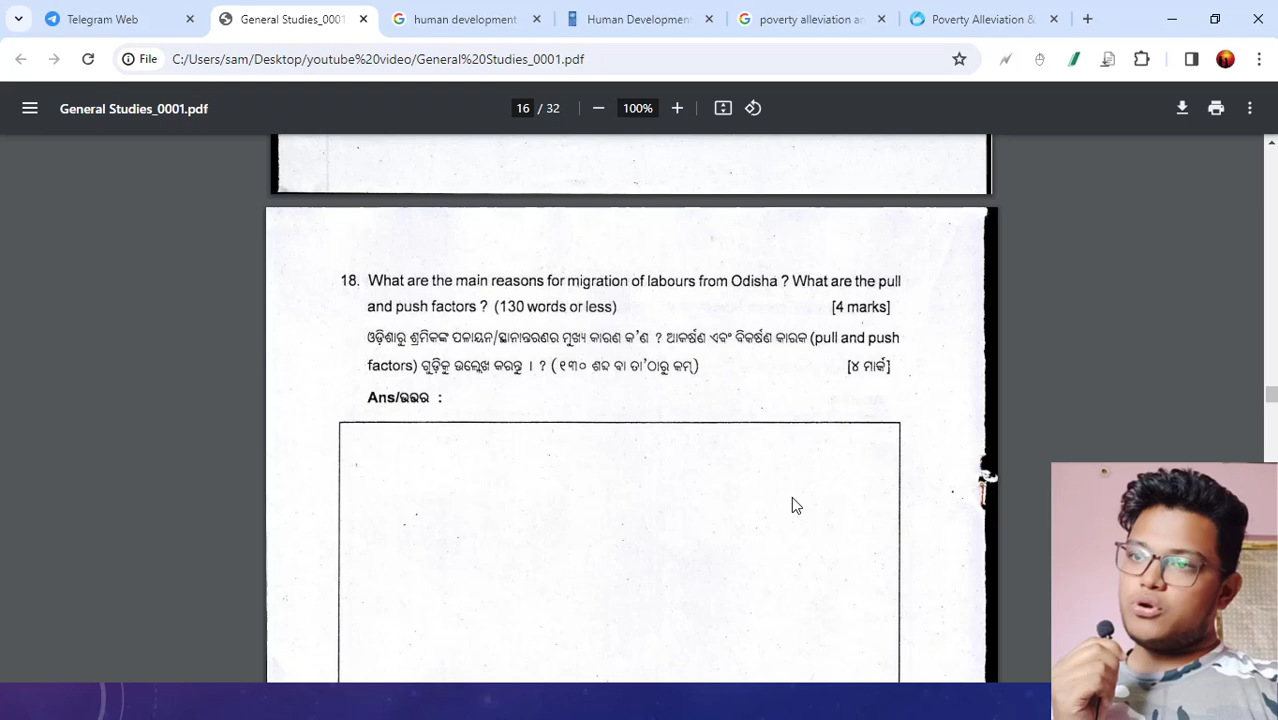 Telegram Web
General Studies_0001
human development
Human Development
poverty alleviation an
Poverty Alleviation &
File
C:/Users/sam/Desktop/youtube%20video/General%20Studies_0001.pdf
General Studies_0001.pdf
16 / 32
100%
18. What are the main reasons for migration of labours from Odisha ? What are the pull
and push factors ? (130 words or less) [4 marks]
ଓଡ଼ିଶାରୁ ଶ୍ରମିକଙ୍କ ପଳାୟନ/ସ୍ଥାନାନ୍ତରଣର ମୁଖ୍ୟ କାରଣ କ'ଣ ? ଆକର୍ଷଣ ଏବଂ ବିକର୍ଷଣ କାରକ (pull and push
factors) ଗୁଡ଼ିକୁ ଉଲ୍ଲେଖ କରନ୍ତୁ । ? (୧୩୦ ଶବ୍ଦ ବା ତା'ଠାରୁ କମ୍) [୪ ମାର୍କ]
Ans/ଉତ୍ତର :